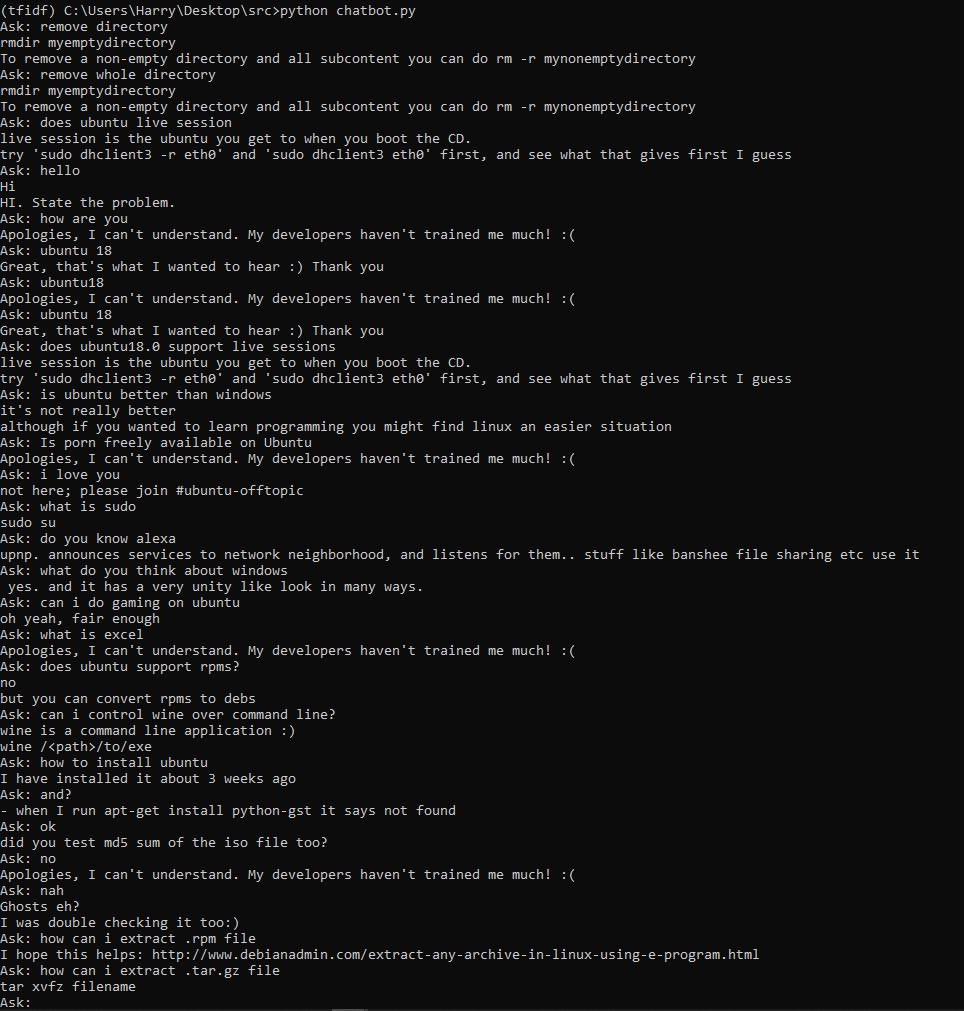 (tfidf) C:\Users\Harry\Desktop\src>python chatbot.py
Ask: remove directory
rmdir myemptydirectory
To remove a non-empty directory and all subcontent you can do rm -r mynonemptydirectory
Ask: remove whole directory
rmdir myemptydirectory
To remove a non-empty directory and all subcontent you can do rm -r mynonemptydirectory
Ask: does ubuntu live session
live session is the ubuntu you get to when you boot the CD.
try 'sudo dhclient3 -r eth0' and 'sudo dhclient3 eth0' first, and see what that gives first I guess
Ask: hello
Hi
HI. State the problem.
Ask: how are you
Apologies, I can't understand. My developers haven't trained me much! :(
Ask: ubuntu 18
Great, that's what I wanted to hear :) Thank you
Ask: ubuntu18
Apologies, I can't understand. My developers haven't trained me much! :(
Ask: ubuntu 18
Great, that's what I wanted to hear :) Thank you
Ask: does ubuntu18.0 support live sessions
live session is the ubuntu you get to when you boot the CD.
try 'sudo dhclient3 -r eth0' and 'sudo dhclient3 eth0' first, and see what that gives first I guess
Ask: is ubuntu better than windows
it's not really better
although if you wanted to learn programming you might find linux an easier situation
Ask: Is porn freely available on Ubuntu
Apologies, I can't understand. My developers haven't trained me much! :(
Ask: i love you
not here; please join #ubuntu-offtopic
Ask: what is sudo
sudo su
Ask: do you know alexa
upnp. announces services to network neighborhood, and listens for them.. stuff like banshee file sharing etc use it
Ask: what do you think about windows
 yes. and it has a very unity like look in many ways.
Ask: can i do gaming on ubuntu
oh yeah, fair enough
Ask: what is excel
Apologies, I can't understand. My developers haven't trained me much! :(
Ask: does ubuntu support rpms?
no
but you can convert rpms to debs
Ask: can i control wine over command line?
wine is a command line application :)
wine /<path>/to/exe
Ask: how to install ubuntu
I have installed it about 3 weeks ago
Ask: and?
- when I run apt-get install python-gst it says not found
Ask: ok
did you test md5 sum of the iso file too?
Ask: no
Apologies, I can't understand. My developers haven't trained me much! :(
Ask: nah
Ghosts eh?
I was double checking it too:)
Ask: how can i extract .rpm file
I hope this helps: http://www.debianadmin.com/extract-any-archive-in-linux-using-e-program.html
Ask: how can i extract .tar.gz file
tar xvfz filename
Ask: